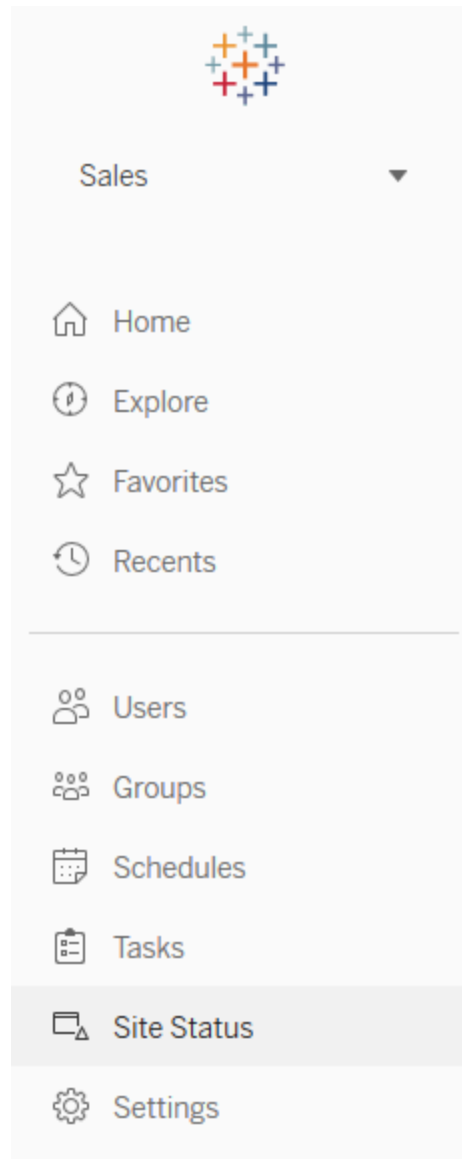 Sales
Home
Explore
Favorites
Recents
Users
Groups
Schedules
Tasks
Site Status
Settings